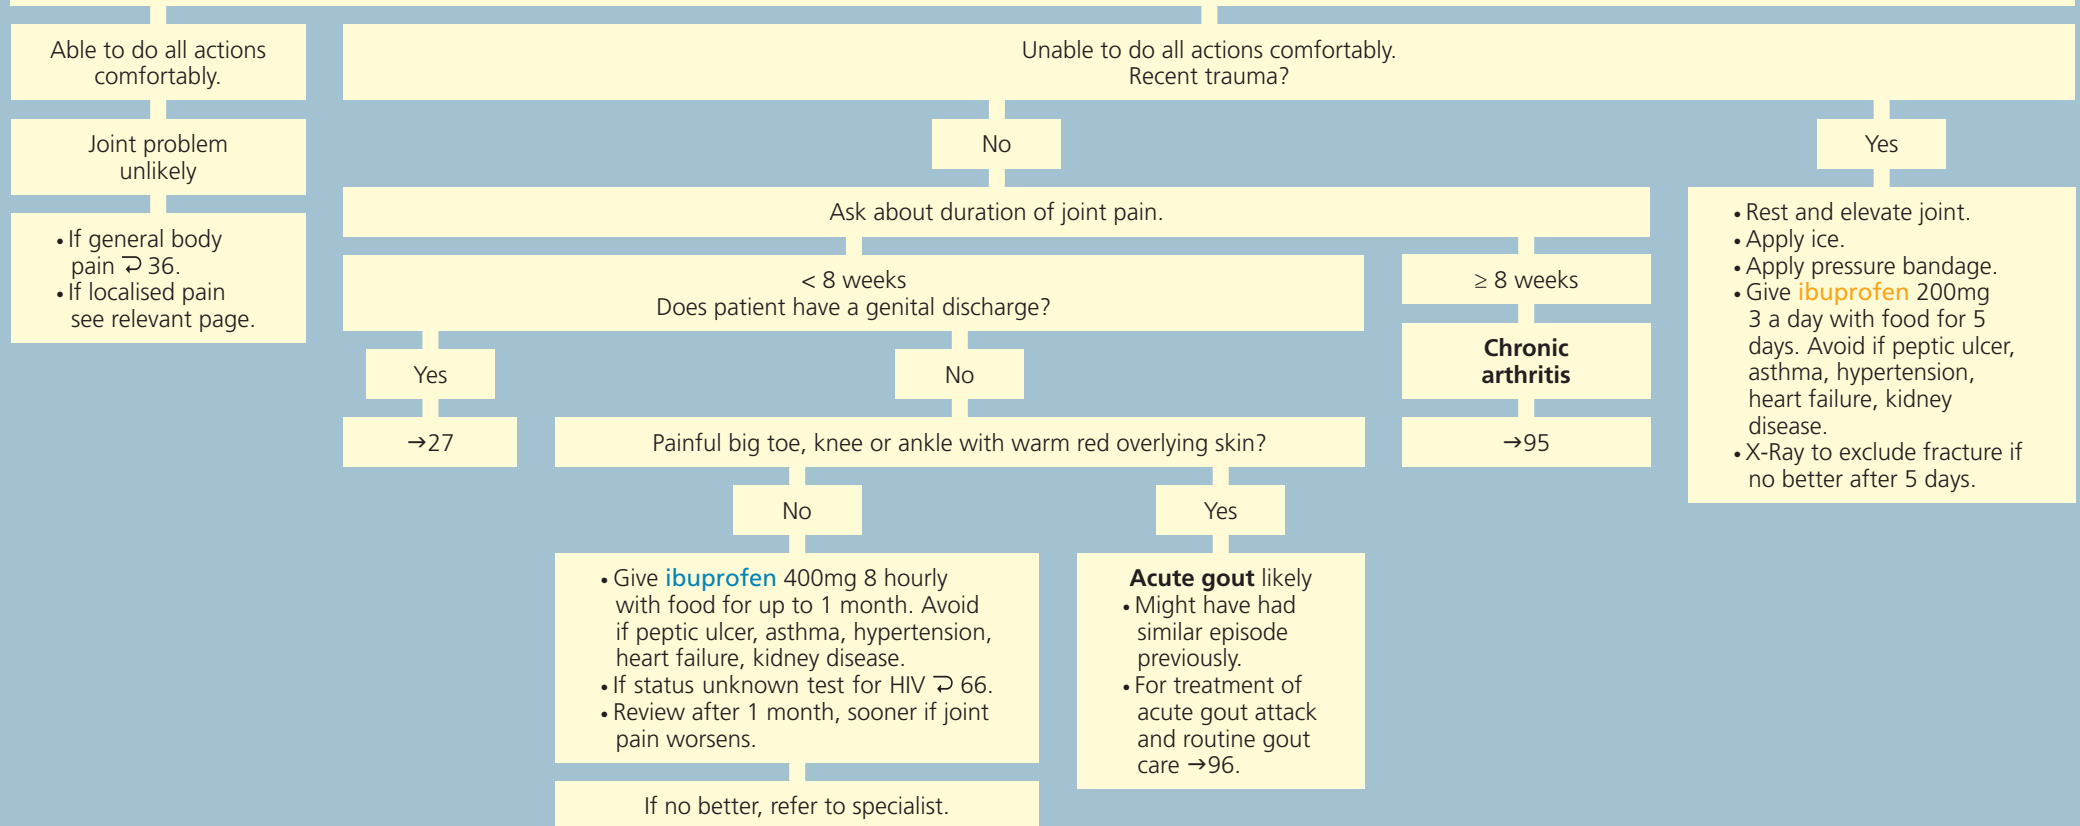 Able to do all actions
comfortably.
Joint problem
unlikely
• If general body
pain ⮌ 36.
• If localised pain
see relevant page.
Unable to do all actions comfortably.
Recent trauma?
No
Ask about duration of joint pain.
< 8 weeks
Does patient have a genital discharge?
Yes
→27
No
Painful big toe, knee or ankle with warm red overlying skin?
No
• Give ibuprofen 400mg 8 hourly
with food for up to 1 month. Avoid
if peptic ulcer, asthma, hypertension,
heart failure, kidney disease.
• If status unknown test for HIV ⮌ 66.
• Review after 1 month, sooner if joint
pain worsens.
If no better, refer to specialist.
Yes
Acute gout likely
• Might have had
similar episode
previously.
• For treatment of
acute gout attack
and routine gout
care →96.
≥ 8 weeks
Chronic
arthritis
→95
Yes
• Rest and elevate joint.
• Apply ice.
• Apply pressure bandage.
• Give ibuprofen 200mg
3 a day with food for 5
days. Avoid if peptic ulcer,
asthma, hypertension,
heart failure, kidney
disease.
• X-Ray to exclude fracture if
no better after 5 days.